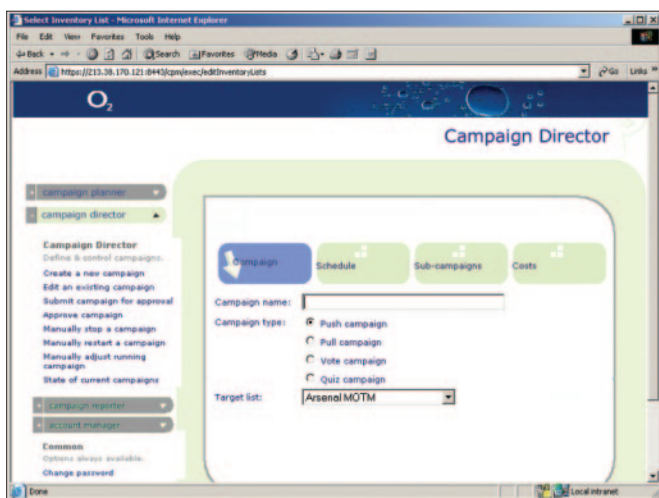 Select Inventory List - Microsoft Internet Explorer
File Edit View Favorites Tools Help
Back Search Favorites Media
Address https://213.38.170.121:8443/cpm/exec/editInventoryLists Go Links »
O2
Campaign Director
campaign planner
campaign director
Campaign Director
Define & control campaigns.
Create a new campaign
Edit an existing campaign
Submit campaign for approval
Approve campaign
Manually stop a campaign
Manually restart a campaign
Manually adjust running
campaign
State of current campaigns
campaign reporter
account manager
Common
Options always available.
Change password
Campaign Schedule Sub-campaigns Costs
Campaign name:
Campaign type: Push campaign
Pull campaign
Vote campaign
Quiz campaign
Target list: Arsenal MOTM
Done Local intranet